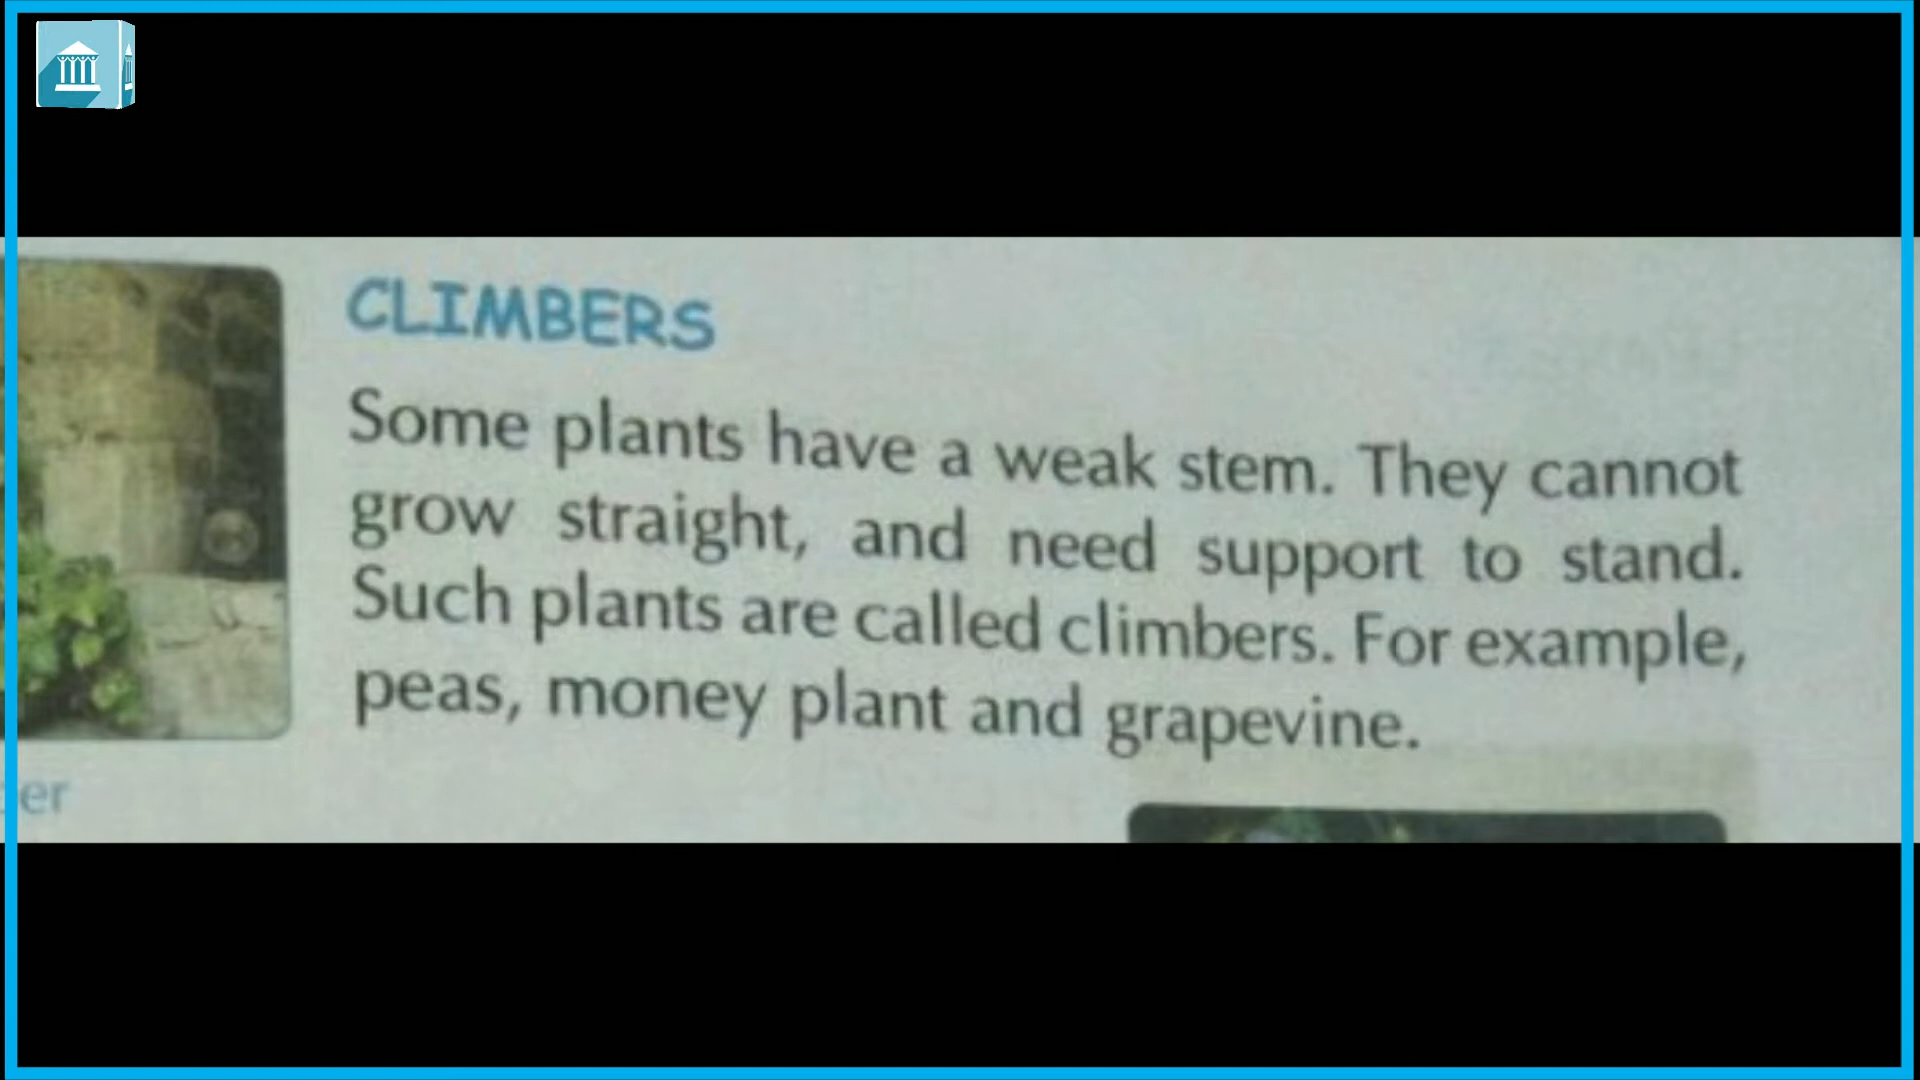 CLIMBERS
Some plants have a weak stem. They cannot
grow straight, and need support to stand.
Such plants are called climbers. For example,
peas, money plant and grapevine.
er